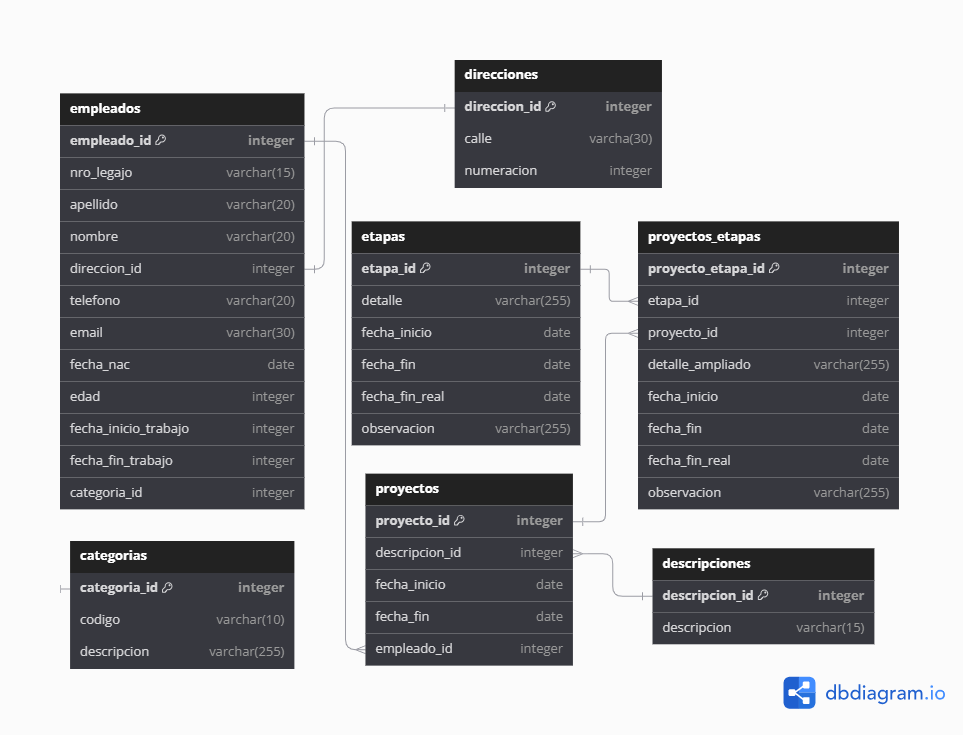 direcciones
direccion_id integer
calle varcha(30)
numeracion integer
empleados
empleado_id integer
nro_legajo varchar(15)
apellido varchar(20)
nombre varchar(20)
direccion_id integer
telefono varchar(20)
email varchar(30)
fecha_nac date
edad integer
fecha_inicio_trabajo integer
fecha_fin_trabajo integer
categoria_id integer
etapas
etapa_id integer
detalle varchar(255)
fecha_inicio date
fecha_fin date
fecha_fin_real date
observacion varchar(255)
proyectos_etapas
proyecto_etapa_id integer
etapa_id integer
proyecto_id integer
detalle_ampliado varchar(255)
fecha_inicio date
fecha_fin date
fecha_fin_real date
observacion varchar(255)
proyectos
proyecto_id integer
descripcion_id integer
fecha_inicio date
fecha_fin date
empleado_id integer
categorias
categoria_id integer
codigo varchar(10)
descripcion varchar(255)
descripciones
descripcion_id integer
descripcion varchar(15)
dbdiagram.io